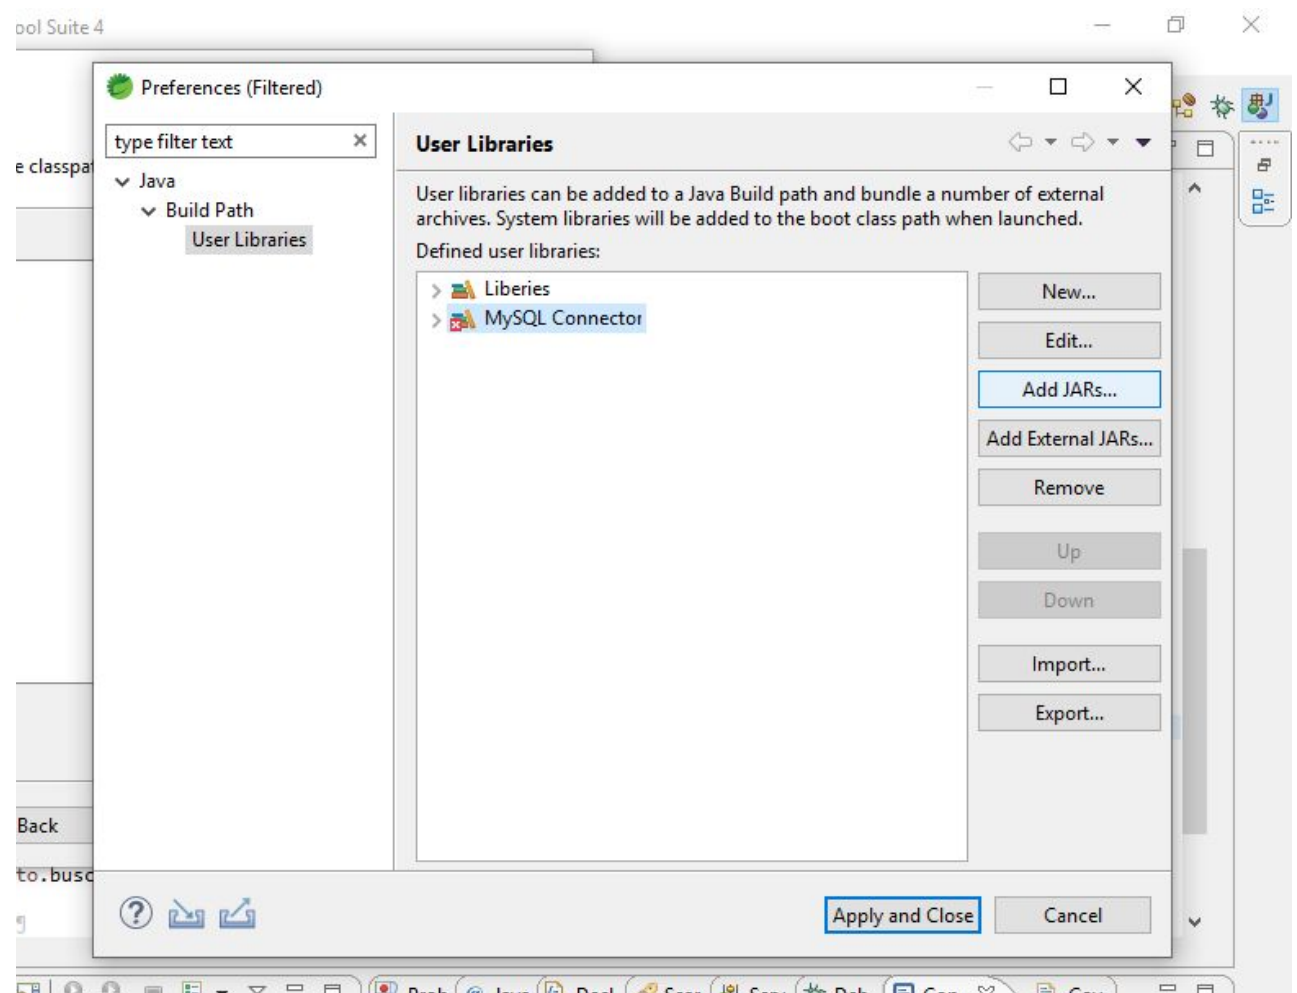 ool Suite 4
Preferences (Filtered)
type filter text
User Libraries
e classpat
Java
Build Path
User Libraries
User libraries can be added to a Java Build path and bundle a number of external
archives. System libraries will be added to the boot class path when launched.
Defined user libraries:
Liberies
MySQL Connector
New...
Edit...
Add JARs...
Add External JARs...
Remove
Up
Down
Import...
Export...
Back
to.busc
Apply and Close
Cancel